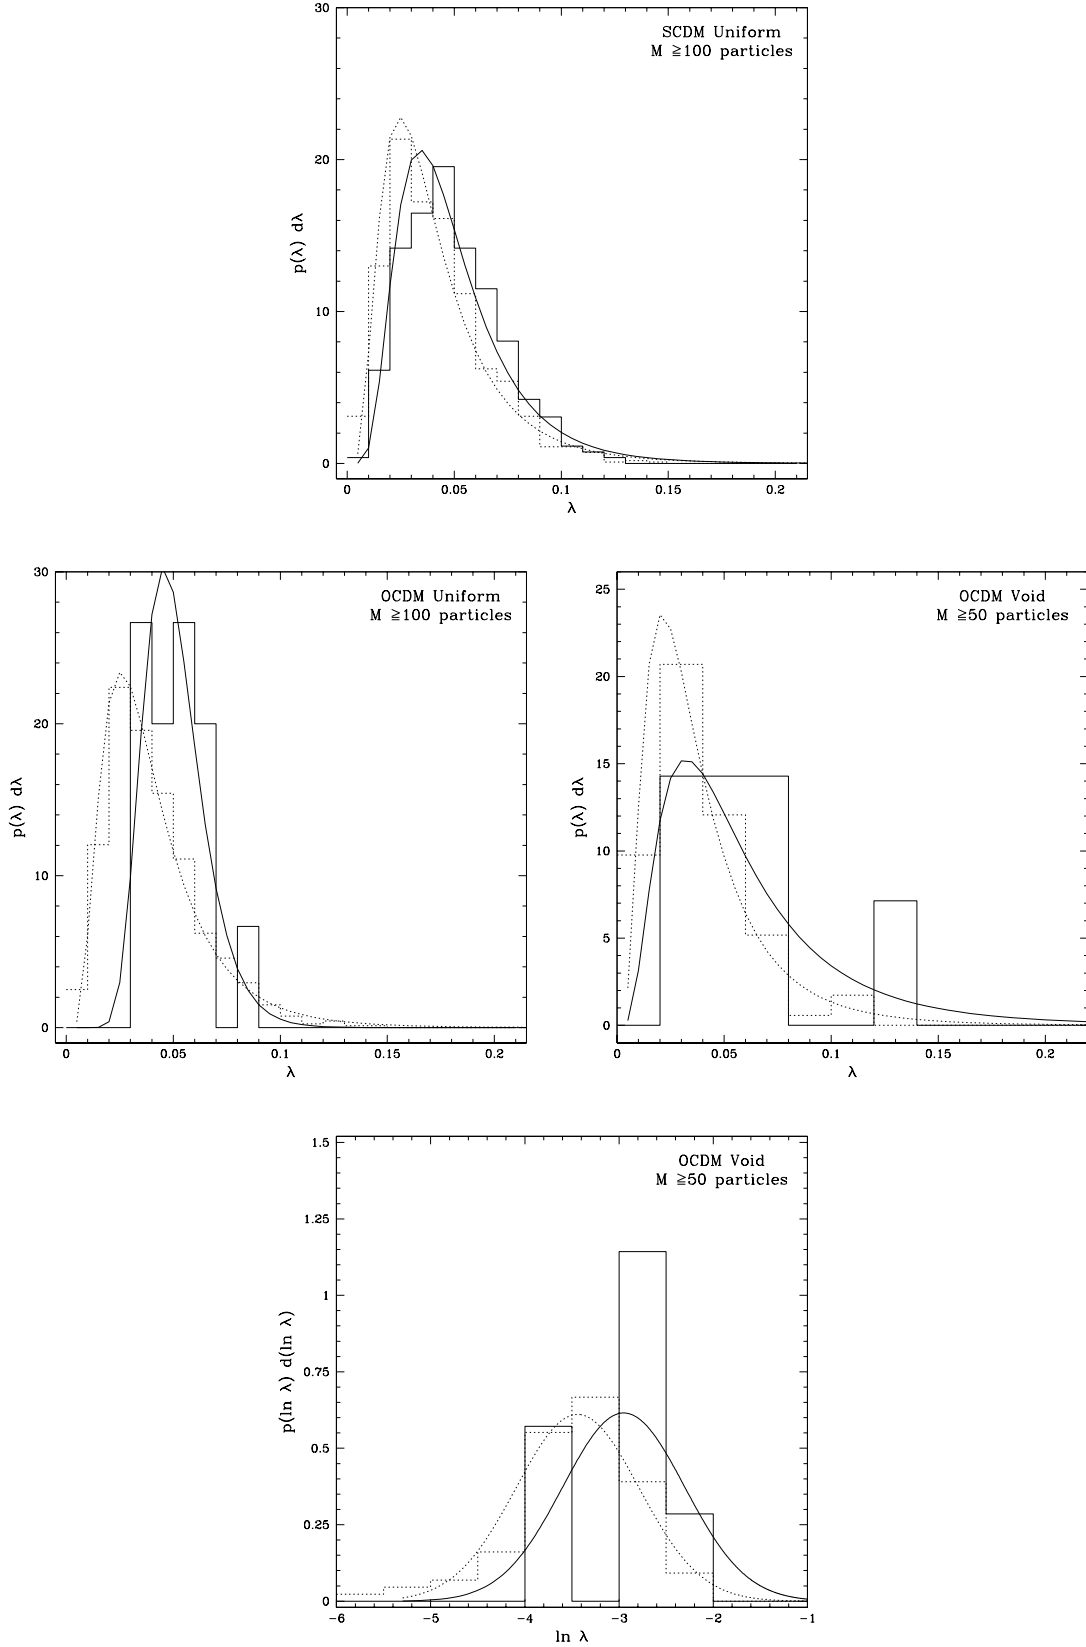 30
SCDM Uniform
M ≧100 particles
20
p(λ) dλ
10
0
0 0.05 0.1 0.15 0.2
λ
30
OCDM Uniform
M ≧100 particles
20
p(λ) dλ
10
0
0 0.05 0.1 0.15 0.2
λ
25
OCDM Void
M ≧50 particles
20
15
p(λ) dλ
10
5
0
0 0.05 0.1 0.15 0.2
λ
1.5
OCDM Void
M ≧50 particles
1.25
1
p(ln λ) d(ln λ)
0.75
0.5
0.25
0
−6 −5 −4 −3 −2 −1
ln λ